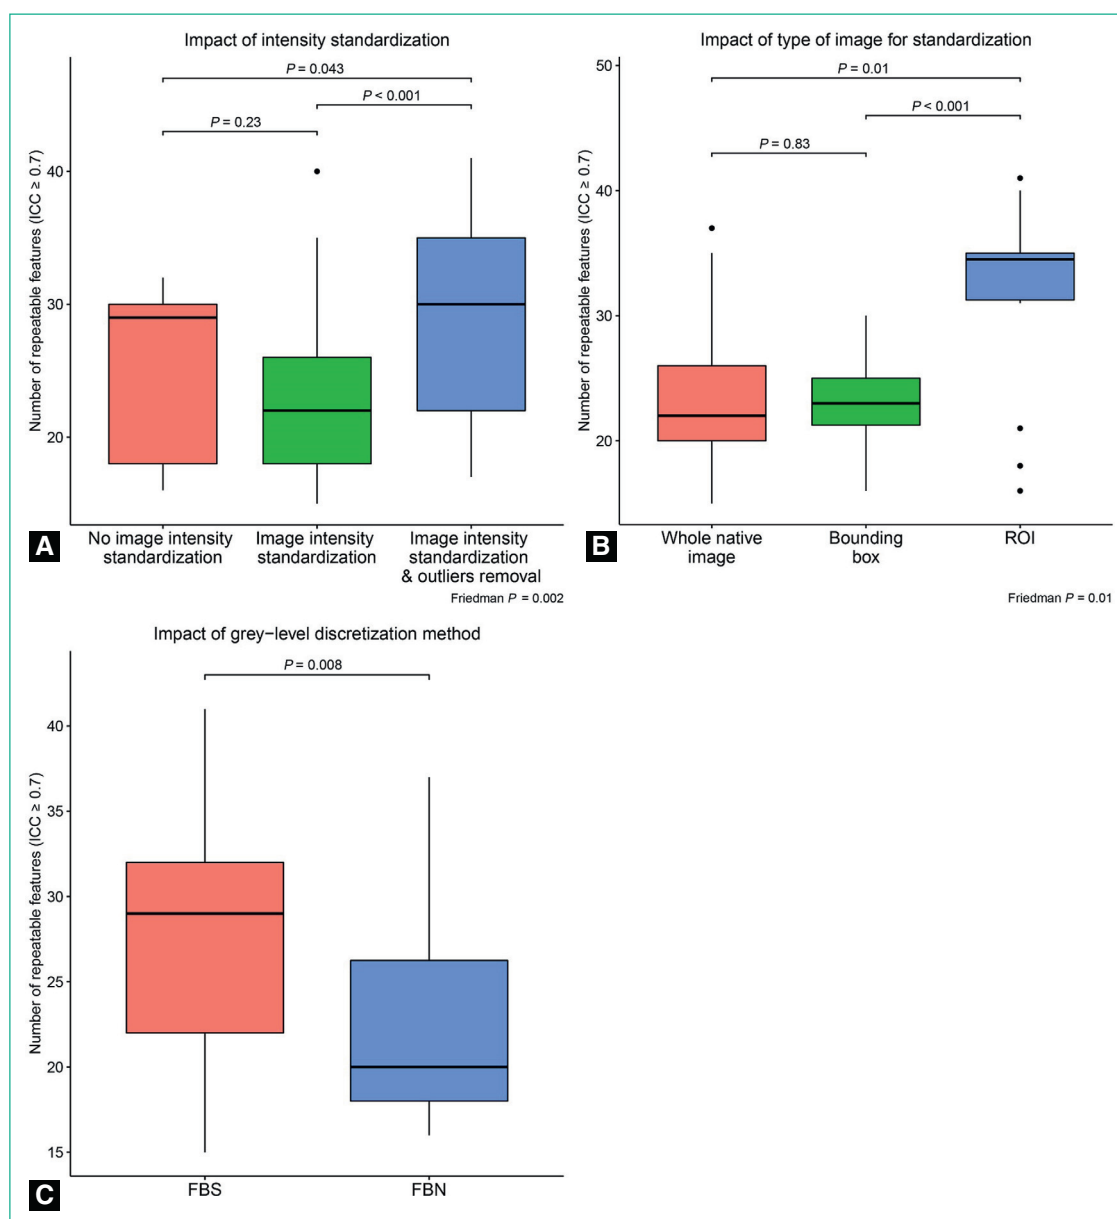 Impact of intensity standardization
P = 0.043
P < 0.001
P = 0.23
Number of repeatable features (ICC ≥ 0.7)
40
30
20
No image intensity
standardization
Image intensity
standardization
Image intensity
standardization
& outliers removal
A
Friedman P = 0.002
Impact of type of image for standardization
50
P = 0.01
P < 0.001
P = 0.83
Number of repeatable features (ICC ≥ 0.7)
40
30
20
Whole native
image
Bounding
box
ROI
B
Friedman P = 0.01
Impact of grey−level discretization method
P = 0.008
Number of repeatable features (ICC ≥ 0.7)
40
35
30
25
20
15
FBS
FBN
C